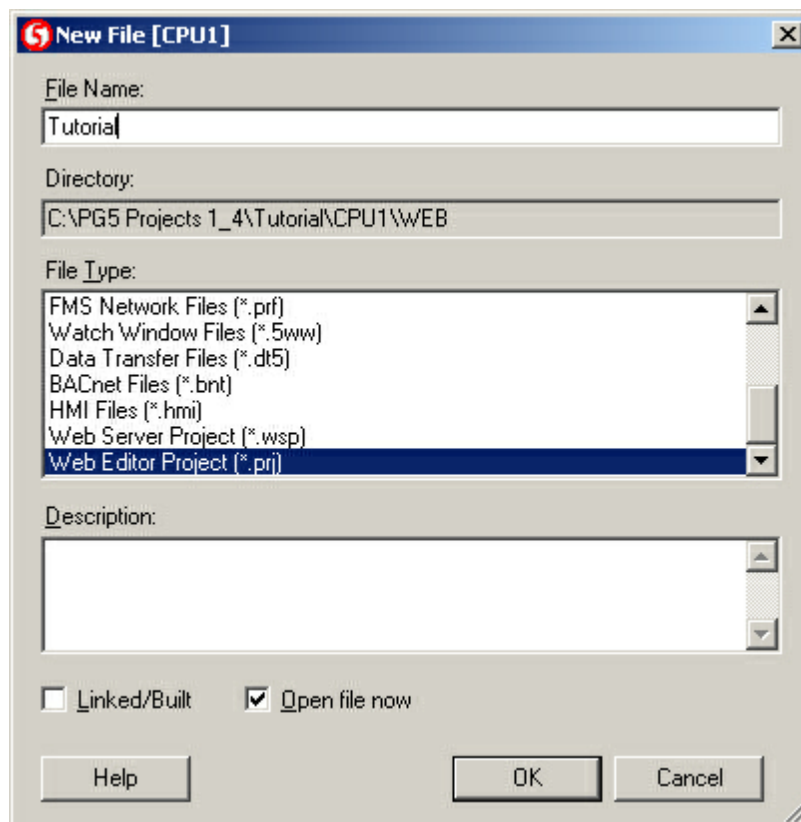 New File [CPU1]
File Name:
Tutorial
Directory:
C:\PG5 Projects 1_4\Tutorial\CPU1\WEB
File Type:
FMS Network Files (*.prf)
Watch Window Files (*.5ww)
Data Transfer Files (*.dt5)
BACnet Files (*.bnt)
HMI Files (*.hmi)
Web Server Project (*.wsp)
Web Editor Project (*.prj)
Description:
Linked/Built Open file now
Help OK Cancel